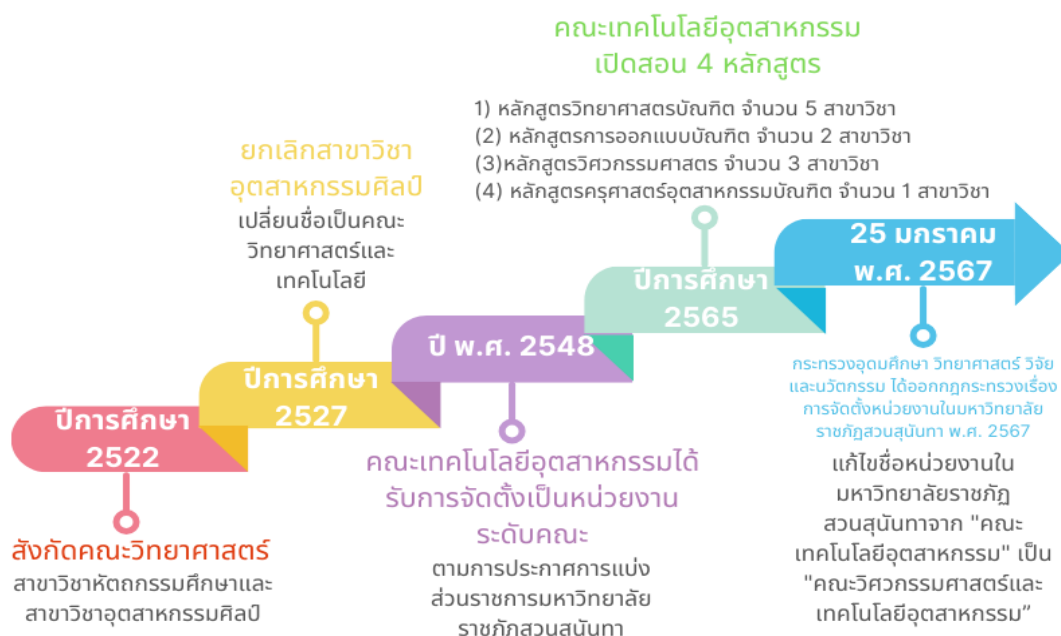 คณะเทคโนโลยีอุตสาหกรรม
เปิดสอน 4 หลักสูตร
1) หลักสูตรวิทยาศาสตรบัณฑิต จำนวน 5 สาขาวิชา
(2) หลักสูตรการออกแบบบัณฑิต จำนวน 2 สาขาวิชา
(3)หลักสูตรวิศวกรรมศาสตร จำนวน 3 สาขาวิชา
(4) หลักสูตรครุศาสตร์อุตสาหกรรมบัณฑิต จำนวน 1 สาขาวิชา
ยกเลิกสาขาวิชา
อุตสาหกรรมศิลป์
เปลี่ยนชื่อเป็นคณะ
วิทยาศาสตร์และ
เทคโนโลยี
ปีการศึกษา
2522
ปีการศึกษา
2527
ปี พ.ศ. 2548
ปีการศึกษา
2565
25 มกราคม
พ.ศ. 2567
สังกัดคณะวิทยาศาสตร์
สาขาวิชาหัตถกรรมศึกษาและ
สาขาวิชาอุตสาหกรรมศิลป์
คณะเทคโนโลยีอุตสาหกรรมได้
รับการจัดตั้งเป็นหน่วยงาน
ระดับคณะ
ตามการประกาศการแบ่ง
ส่วนราชการมหาวิทยาลัย
ราชภัฏสวนสุนันทา
กระทรวงอุดมศึกษา วิทยาศาสตร์ วิจัย
และนวัตกรรม ได้ออกกฎกระทรวงเรื่อง
การจัดตั้งหน่วยงานในมหาวิทยาลัย
ราชภัฏสวนสุนันทา พ.ศ. 2567
แก้ไขชื่อหน่วยงานใน
มหาวิทยาลัยราชภัฏ
สวนสุนันทาจาก "คณะ
เทคโนโลยีอุตสาหกรรม" เป็น
"คณะวิศวกรรมศาสตร์และ
เทคโนโลยีอุตสาหกรรม”